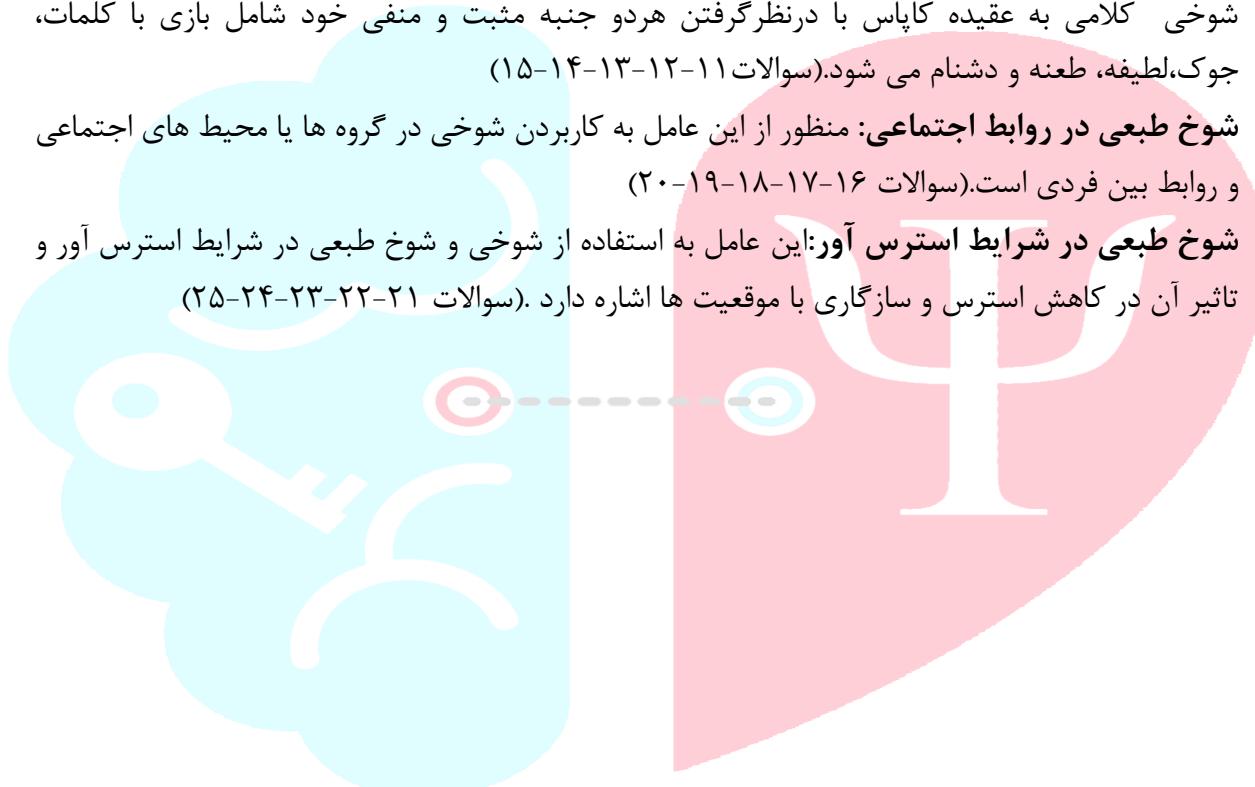 شوخی کلامی به عقیده کاپاس با درنظرگرفتن هردو جنبه مثبت و منفی خود شامل بازی با کلمات،
جوک،لطیفه، طعنه و دشنام می شود.(سوالات۱۱-۱۲-۱۳-۱۴-۱۵)
شوخ طبعی در روابط اجتماعی: منظور از این عامل به کاربردن شوخی در گروه ها یا محیط های اجتماعی
و روابط بین فردی است.(سوالات ۱۶-۱۷-۱۸-۱۹-۲۰)
شوخ طبعی در شرایط استرس آور:این عامل به استفاده از شوخی و شوخ طبعی در شرایط استرس آور و
تاثیر آن در کاهش استرس و سازگاری با موقعیت ها اشاره دارد .(سوالات ۲۱-۲۲-۲۳-۲۴-۲۵)